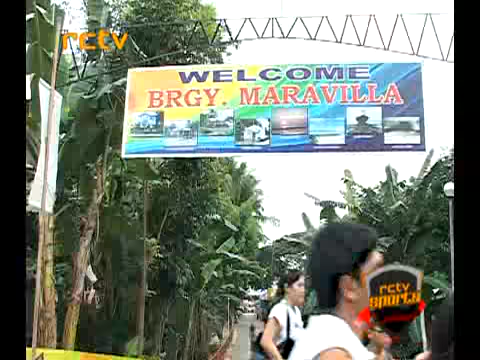 rctv
WELCOME
BRGY. MARAVILLA
rctv
SPORTS